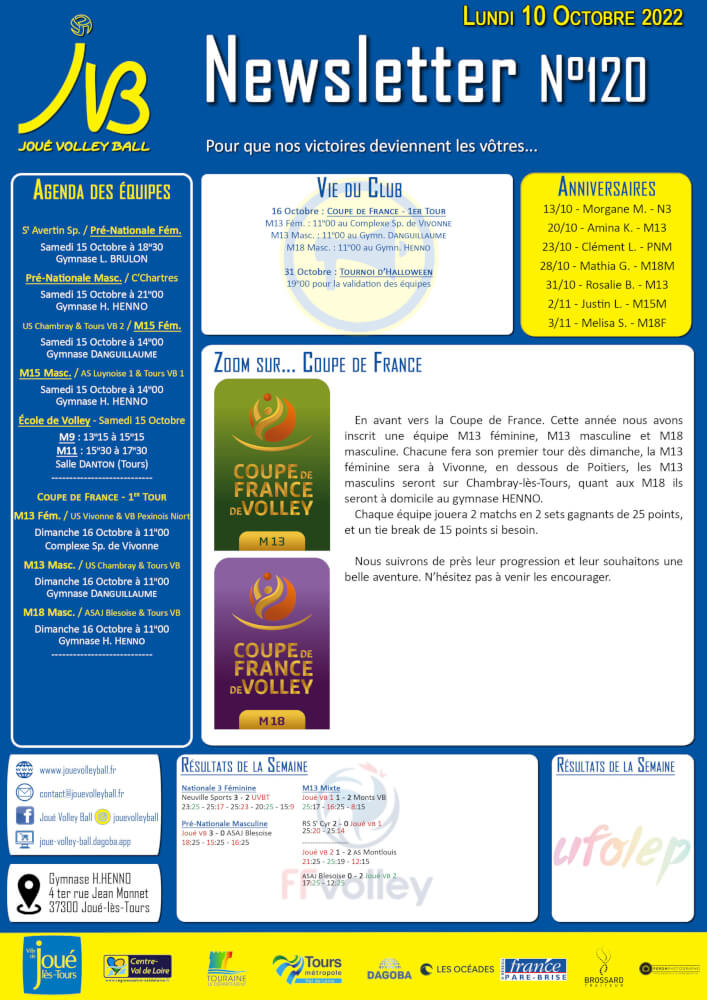 LUNDI 10 OCTOBRE 2022
Newsletter N°120
JVB
JOUÉ VOLLEY BALL
Pour que nos victoires deviennent les vôtres...
AGENDA DES ÉQUIPES
St Avertin Sp. / Pré-Nationale Fém.
Samedi 15 Octobre à 18H30
Gymnase L. BRULON
Pré-Nationale Masc. / C'Chartres
Samedi 15 Octobre à 21H00
Gymnase H. HENNO
US Chambray & Tours VB 2 / M15 Fém.
Samedi 15 Octobre à 14H00
Gymnase DANGUILLAUME
M15 Masc. / AS Luynoise 1 & Tours VB 1
Samedi 15 Octobre à 14H00
Gymnase H. HENNO
École de Volley - Samedi 15 Octobre
M9 : 13H15 à 15H15
M11 : 15H30 à 17H30
Salle DANTON (Tours)
----------------------------
COUPE DE FRANCE - 1ER TOUR
M13 Fém. / US Vivonne & VB Pexinois Niort
Dimanche 16 Octobre à 11H00
Complexe Sp. de Vivonne
M13 Masc. / US Chambray & Tours VB
Dimanche 16 Octobre à 11H00
Gymnase DANGUILLAUME
M18 Masc. / ASAJ Blesoise & Tours VB
Dimanche 16 Octobre à 11H00
Gymnase H. HENNO
----------------------------
VIE DU CLUB
16 Octobre : COUPE DE FRANCE - 1ER TOUR
M13 Fém. : 11H00 au Complexe Sp. de VIVONNE
M13 Masc. : 11H00 au Gymn. DANGUILLAUME
M18 Masc. : 11H00 au Gymn. HENNO
31 Octobre : TOURNOI D'HALLOWEEN
19H00 pour la validation des équipes
ANNIVERSAIRES
13/10 - Morgane M. - N3
20/10 - Amina K. - M13
23/10 - Clément L. - PNM
28/10 - Mathia G. - M18M
31/10 - Rosalie B. - M13
2/11 - Justin L. - M15M
3/11 - Melisa S. - M18F
ZOOM SUR... COUPE DE FRANCE
COUPE DE
FRANCE
DE VOLLEY
M 13
COUPE DE
FRANCE
DE VOLLEY
M 18
En avant vers la Coupe de France. Cette année nous avons
inscrit une équipe M13 féminine, M13 masculine et M18
masculine. Chacune fera son premier tour dès dimanche, la M13
féminine sera à Vivonne, en dessous de Poitiers, les M13
masculins seront sur Chambray-lès-Tours, quant aux M18 ils
seront à domicile au gymnase HENNO.
Chaque équipe jouera 2 matchs en 2 sets gagnants de 25 points,
et un tie break de 15 points si besoin.
Nous suivrons de près leur progression et leur souhaitons une
belle aventure. N'hésitez pas à venir les encourager.
wwww.jouevolleyball.fr
contact@jouevolleyball.fr
Joué Volley Ball jouevolleyball
joue-volley-ball.dagoba.app
Gymnase H.HENNO
4 ter rue Jean Monnet
37300 Joué-lès-Tours
RÉSULTATS DE LA SEMAINE
Nationale 3 Féminine
Neuville Sports 3 - 2 UVBT
23:25 - 25:17 - 25:23 - 20:25 - 15:9
Pré-Nationale Masculine
Joué VB 3 - 0 ASAJ Blesoise
18:25 - 15:25 - 16:25
M13 Mixte
Joué VB 1 1 - 2 Monts VB
25:17 - 16:25 - 8:15
RS St Cyr 2 - 0 Joué VB 1
25:20 - 25:14
Joué VB 2 1 - 2 AS Montlouis
21:25 - 25:19 - 12:15
ASAJ Blesoise 0 - 2 Joué VB 2
17:25 - 12:25
FFvolley
RÉSULTATS DE LA SEMAINE
ufolep
Ville de
Joué
lès-Tours
Centre-
Val de Loire
TOURAINE
Tours
métropole
DAGOBA
LES OCÉADES
france
PARE-BRISE
BROSSARD
TRAITEUR